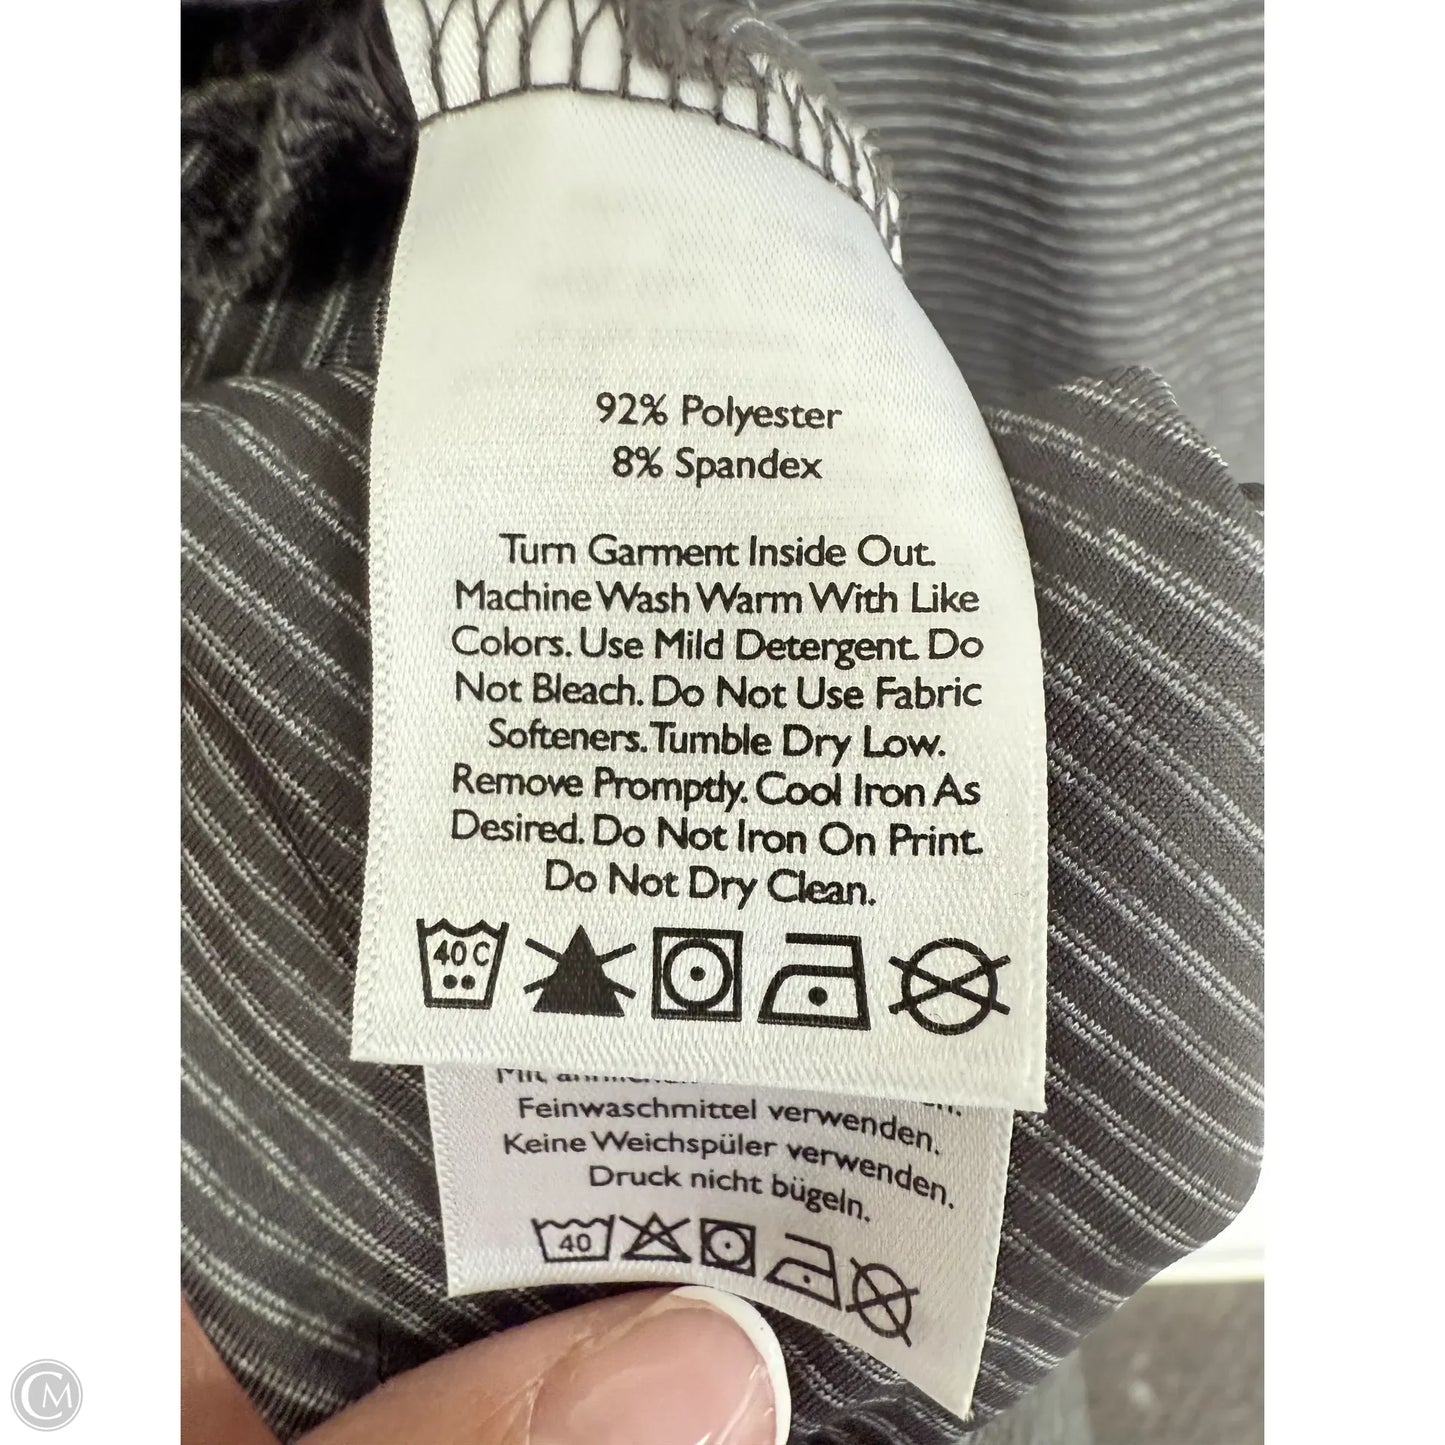 92% Polyester
8% Spandex
Turn Garment Inside Out.
Machine Wash Warm With Like
Colors. Use Mild Detergent. Do
Not Bleach. Do Not Use Fabric
Softeners. Tumble Dry Low.
Remove Promptly. Cool Iron As
Desired. Do Not Iron On Print.
Do Not Dry Clean.
40 C
Feinwaschmittel verwenden.
Keine Weichspüler verwenden.
Druck nicht bügeln.
40
CM